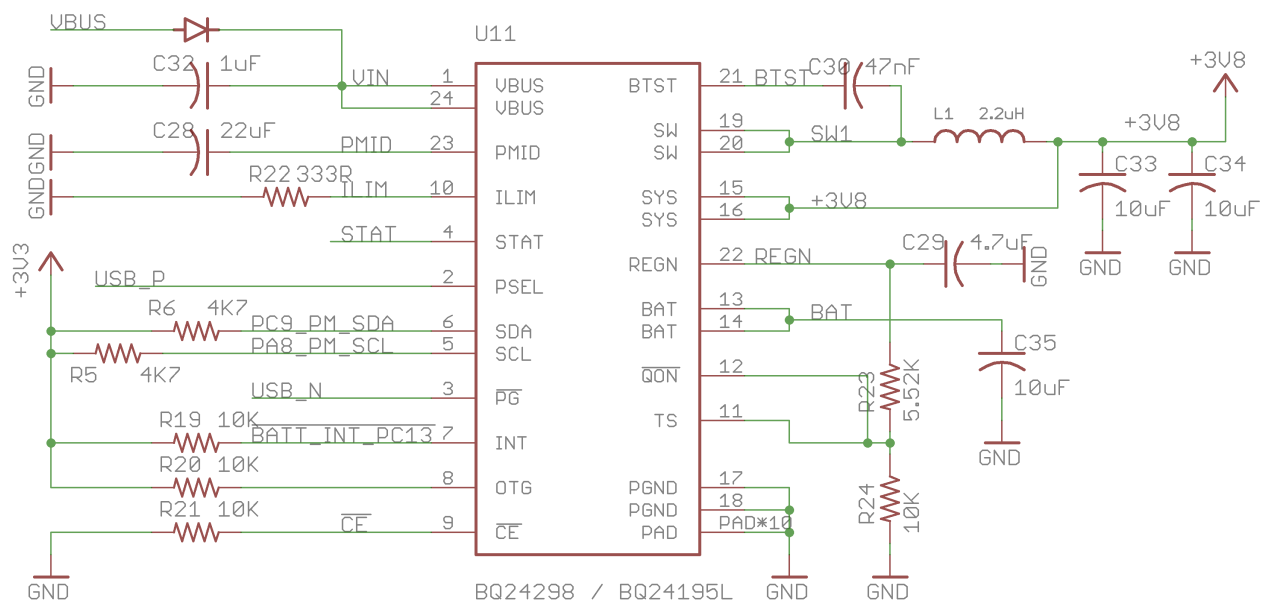 VBUS
U11
C32 1uF
GND
VIN
1
VBUS
24
VBUS
C28 22uF
GND
PMID
23
PMID
R22 333R
GND
ILIM
10
ILIM
STAT
4
STAT
+3V3
USB_P
2
PSEL
R6 4K7
PC9_PM_SDA
6
SDA
PA8_PM_SCL
5
SCL
R5 4K7
USB_N
3
PG
R19 10K
BATT_INT_PC13
7
INT
R20 10K
8
OTG
R21 10K
CE
9
CE
GND
BTST
21
BTST
C30 47nF
SW
19
SW
20
SW1
L1 2.2uH
+3V8
+3V8
C33
10uF
GND
C34
10uF
GND
SYS
15
SYS
16
+3V8
REGN
22
REGN
C29 4.7uF
GND
BAT
13
BAT
14
BAT
C35
10uF
GND
QON
12
R23
5.52K
TS
11
PGND
17
PGND
18
PAD
PAD*10
R24
10K
GND
GND
BQ24298 / BQ24195L